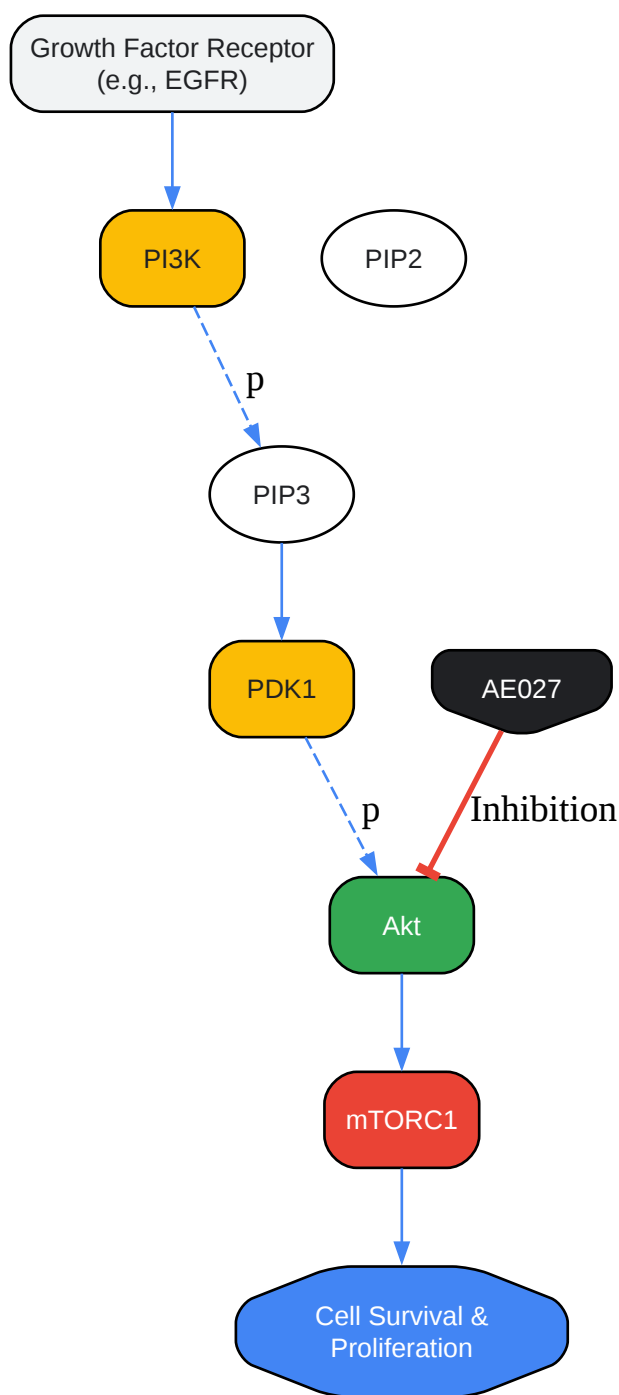 Growth Factor Receptor
(e.g., EGFR)
PI3K
PIP2
p
PIP3
PDK1
AE027
p
Inhibition
Akt
mTORC1
Cell Survival &
Proliferation